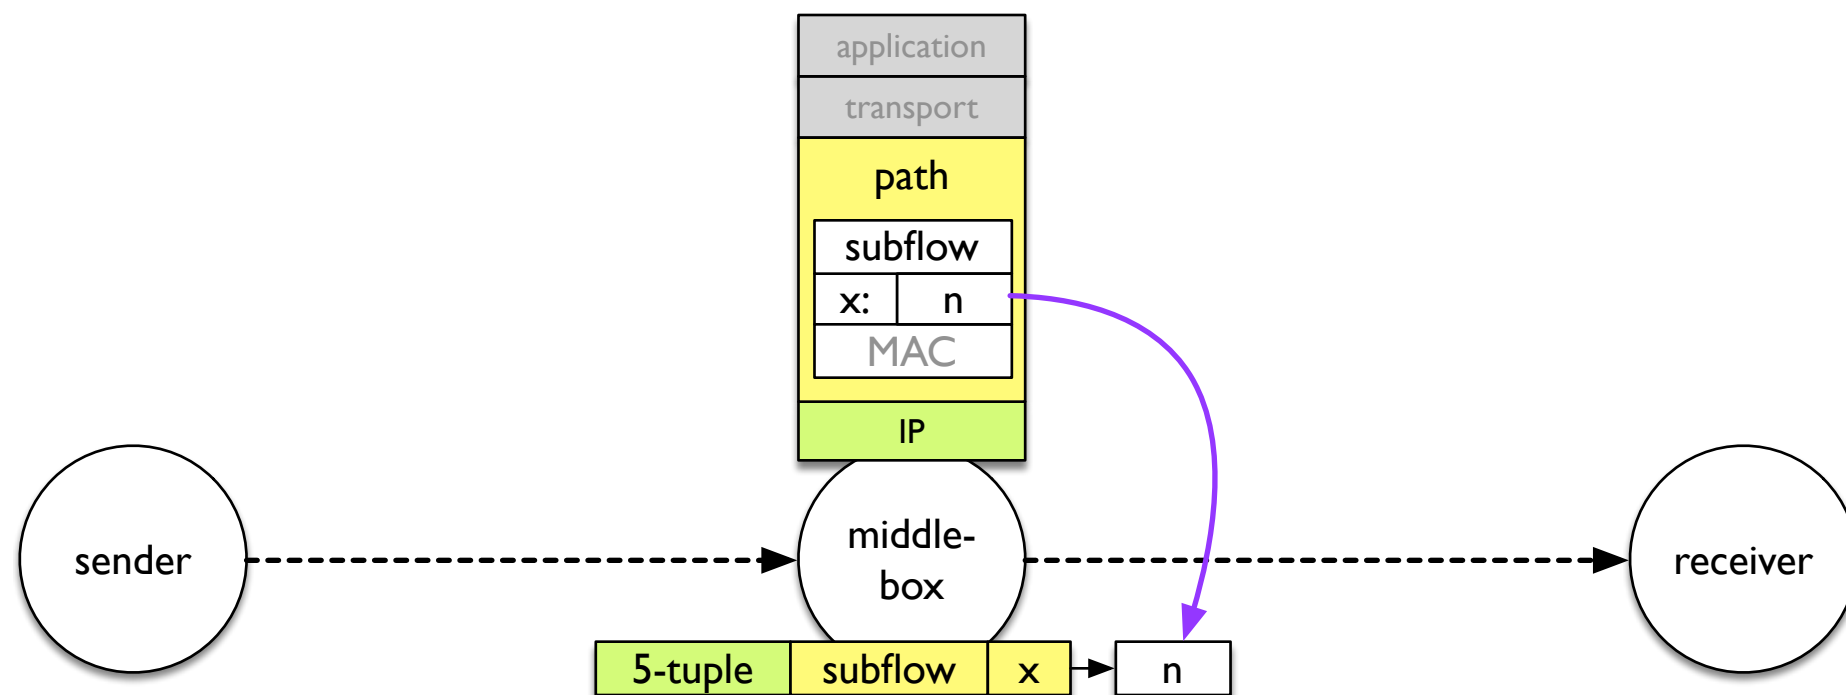 application
transport
path
subflow
x: n
MAC
IP
sender
middle-
box
receiver
5-tuple subflow x n